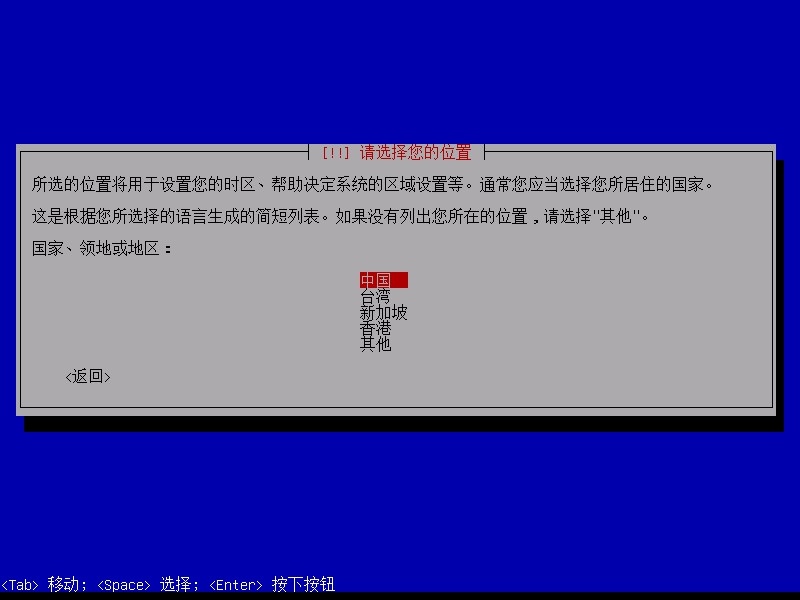 [!!] 请选择您的位置
所选的位置将用于设置您的时区、帮助决定系统的区域设置等。通常您应当选择您所居住的国家。
这是根据您所选择的语言生成的简短列表。如果没有列出您所在的位置，请选择"其他"。
国家、领地或地区：
中国
台湾
新加坡
香港
其他
<返回>
<Tab> 移动; <Space> 选择; <Enter> 按下按钮